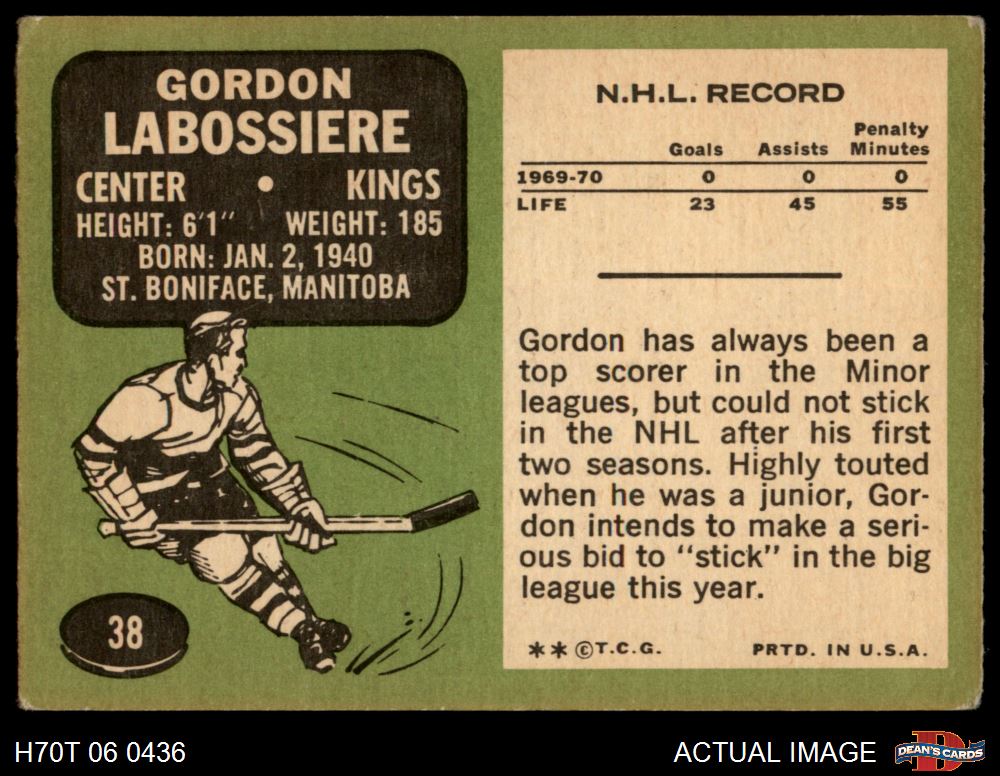 GORDON
LABOSSIERE
CENTER • KINGS
HEIGHT: 6'1" WEIGHT: 185
BORN: JAN. 2, 1940
ST. BONIFACE, MANITOBA
38
N.H.L. RECORD
Goals Assists Penalty Minutes
1969-70 0 0 0
LIFE 23 45 55
Gordon has always been a
top scorer in the Minor
leagues, but could not stick
in the NHL after his first
two seasons. Highly touted
when he was a junior, Gor-
don intends to make a seri-
ous bid to "stick" in the big
league this year.
**©T.C.G. PRTD. IN U.S.A.
H70T 06 0436 ACTUAL IMAGE DEAN'S CARDS